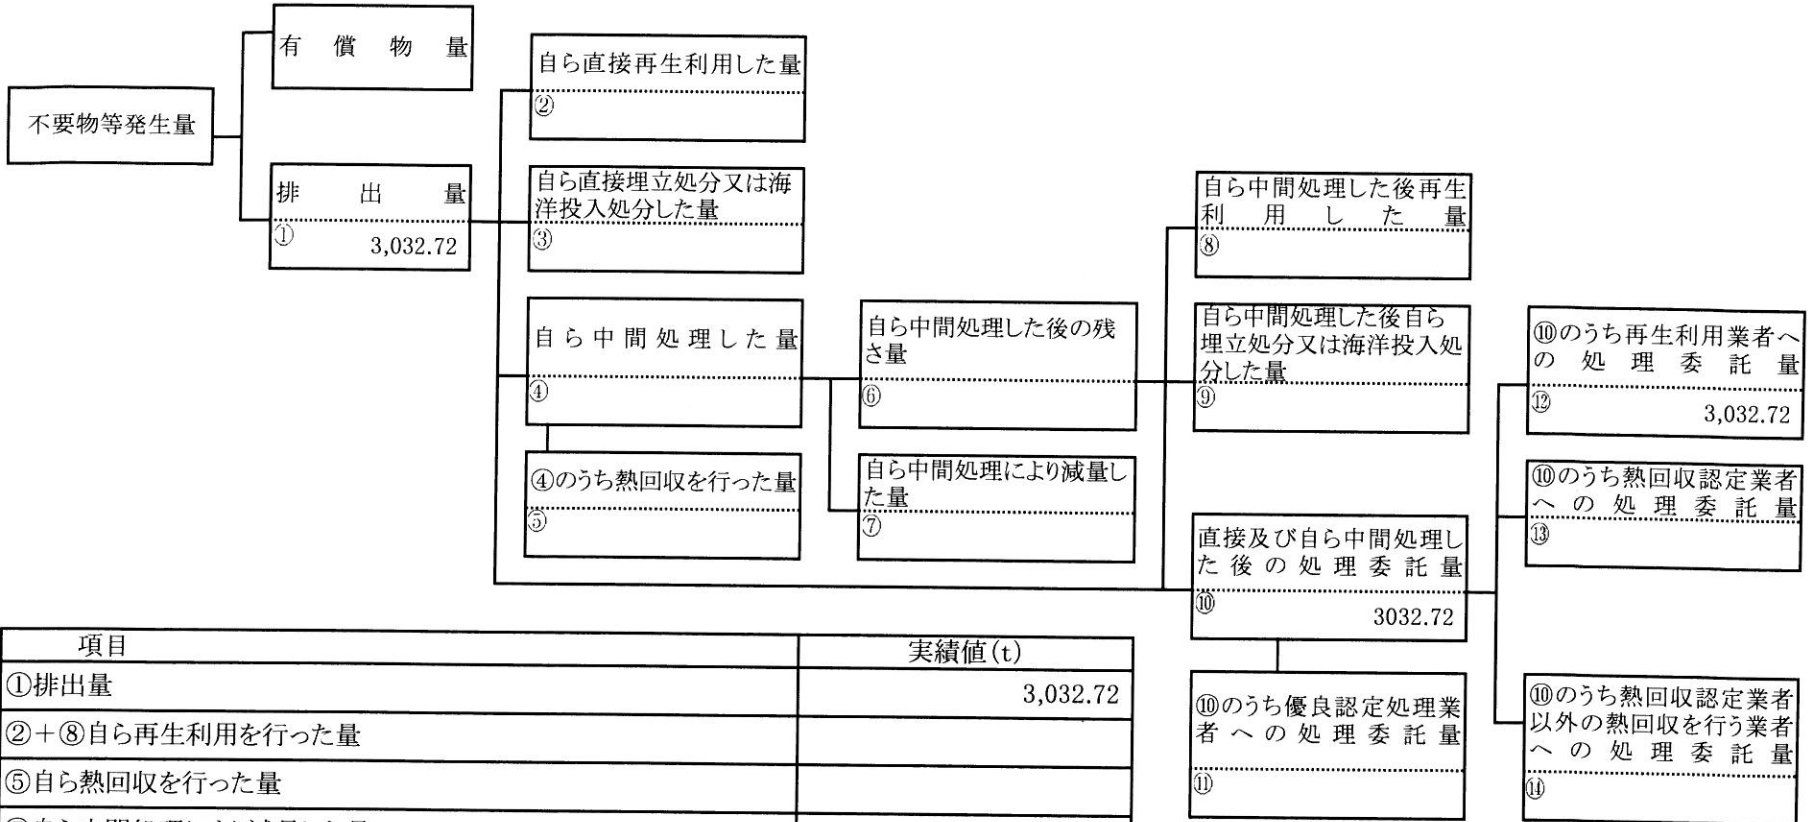 有償物量
不要物等発生量
排出量
①
3,032.72
自ら直接再生利用した量
②
自ら直接埋立処分又は海
洋投入処分した量
③
自ら中間処理した量
④
④のうち熱回収を行った量
⑤
自ら中間処理した後の残
さ量
⑥
自ら中間処理により減量し
た量
⑦
自ら中間処理した後再生
利用した量
⑧
自ら中間処理した後自ら
埋立処分又は海洋投入処
分した量
⑨
直接及び自ら中間処理し
た後の処理委託量
⑩
3032.72
⑩のうち優良認定処理業
者への処理委託量
⑪
⑩のうち再生利用業者へ
の処理委託量
⑫
3,032.72
⑩のうち熱回収認定業者
への処理委託量
⑬
⑩のうち熱回収認定業者
以外の熱回収を行う業者
への処理委託量
⑭
項目 実績値(t)
①排出量 3,032.72
②+⑧自ら再生利用を行った量
⑤自ら熱回収を行った量